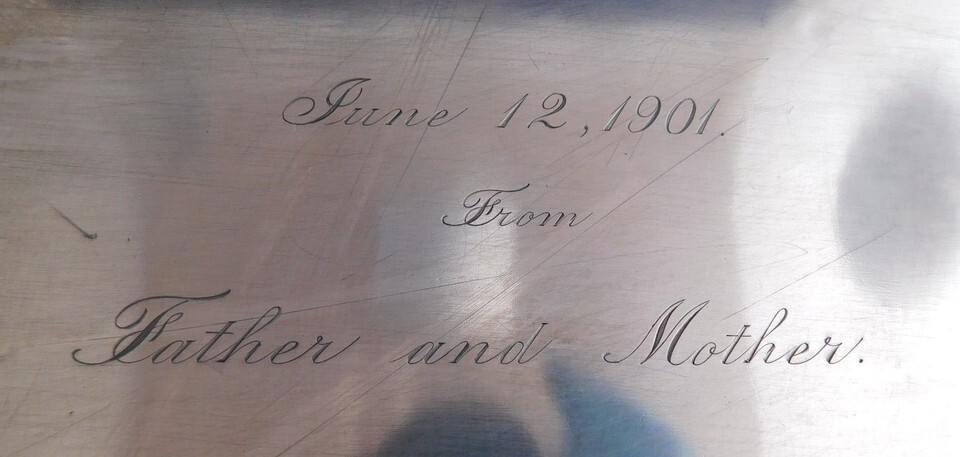 June 12, 1901.
From
Father and Mother.